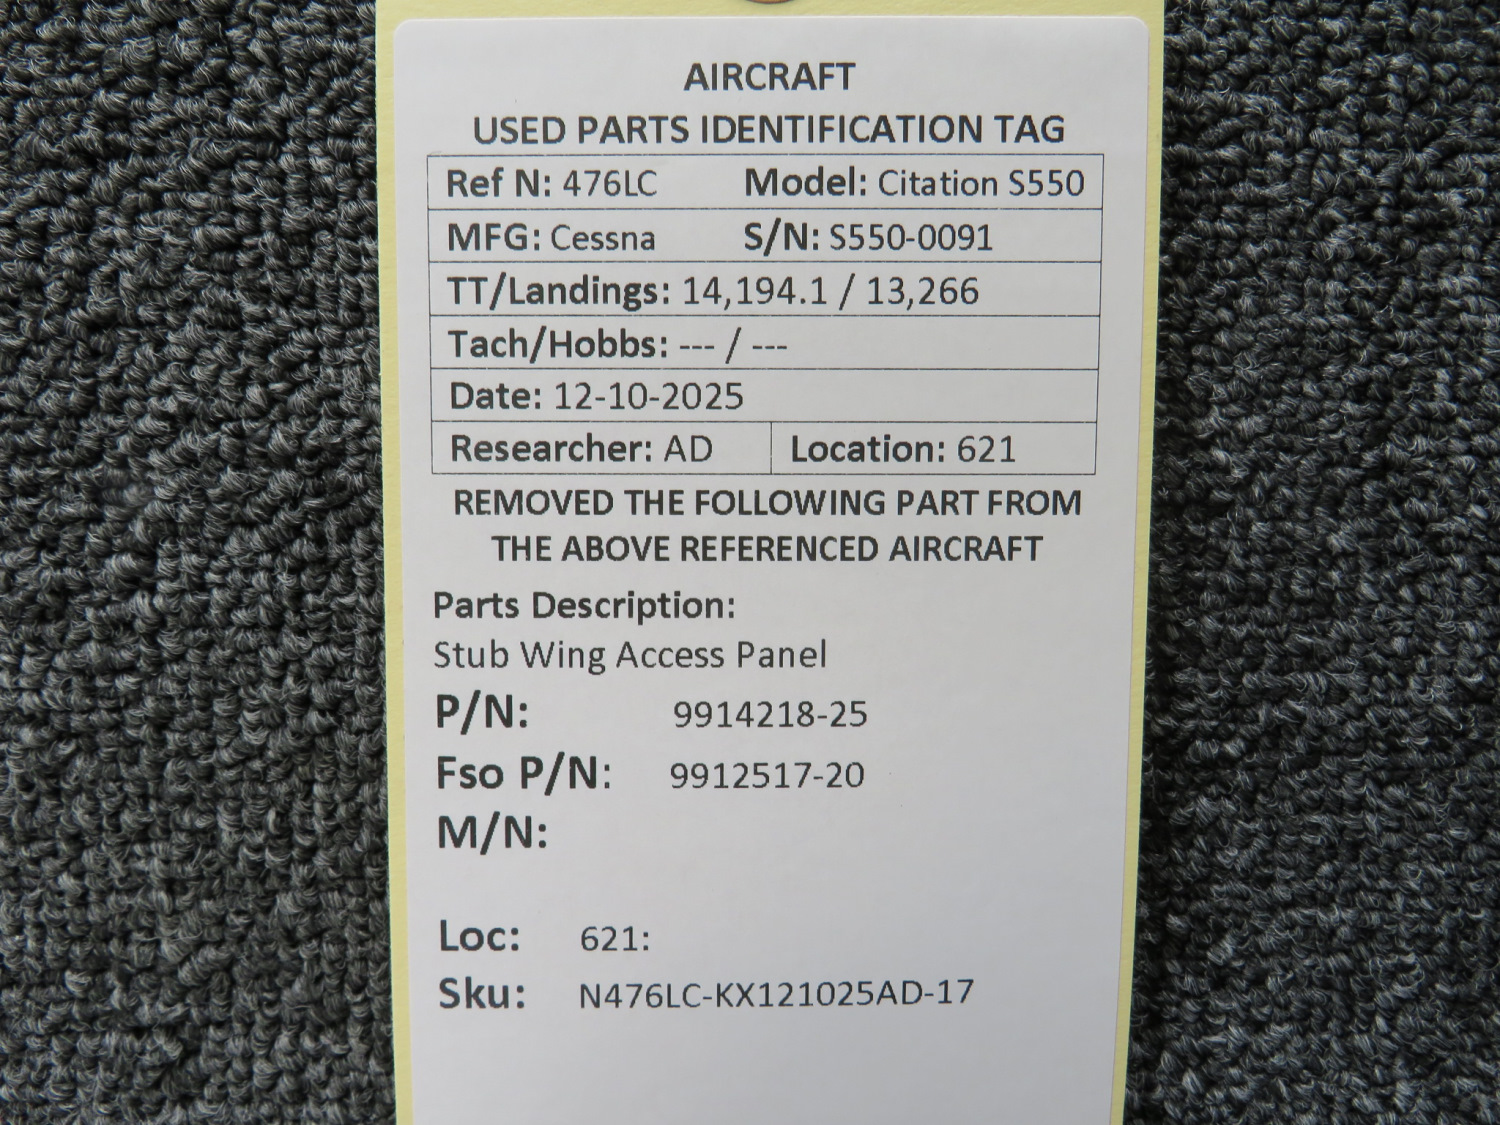 AIRCRAFT
USED PARTS IDENTIFICATION TAG
Ref N: 476LC Model: Citation S550
MFG: Cessna S/N: S550-0091
TT/Landings: 14,194.1 / 13,266
Tach/Hobbs: --- / ---
Date: 12-10-2025
Researcher: AD Location: 621
REMOVED THE FOLLOWING PART FROM
THE ABOVE REFERENCED AIRCRAFT
Parts Description:
Stub Wing Access Panel
P/N: 9914218-25
Fso P/N: 9912517-20
M/N:
Loc: 621:
Sku: N476LC-KX121025AD-17